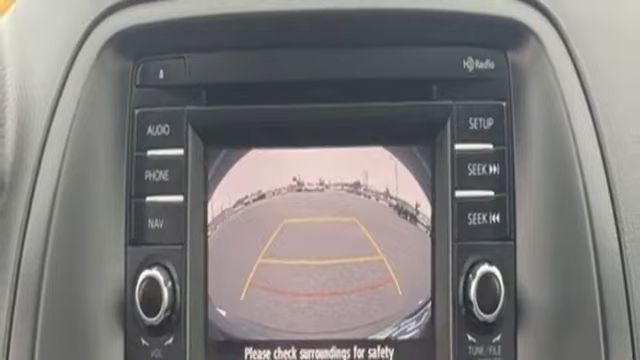 HD Radio
AUDIO
SETUP
PHONE
SEEK
NAV
SEEK
VOL
TUNE/FILE
Please check surroundings for safety